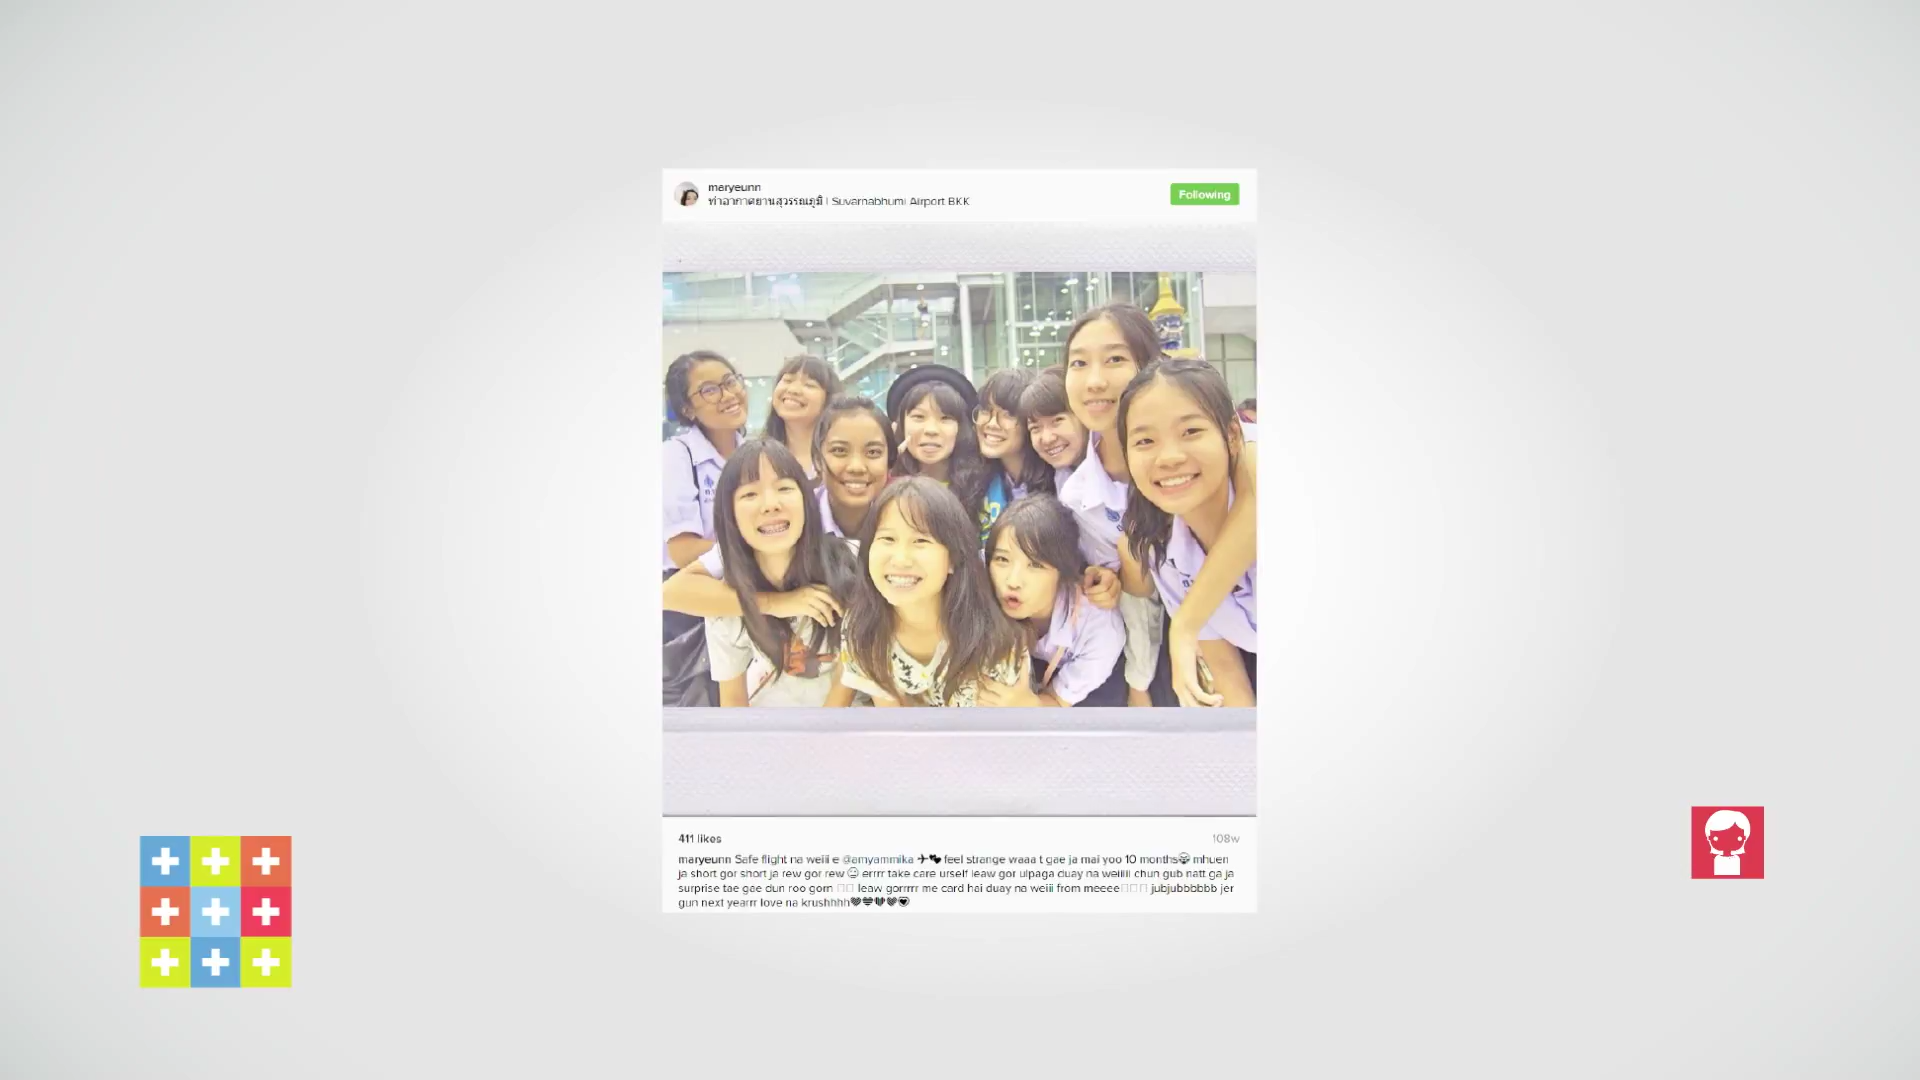 maryeunn
ท่าอากาศยานสุวรรณภูมิ | Suvarnabhumi Airport BKK
Following
411 likes
108w
maryeunn Safe flight na weiii e @amyammika ✈ feel strange waaa t gae ja mai yoo 10 months mhuen
ja short gor short ja rew gor rew errrr take care urself leaw gor ulpaga duay na weiiiii chun gub natt ga ja
surprise tae gae dun roo gorn leaw gorrrrr me card hai duay na weiii from meeee jubjubbbbbb jer
gun next yearrr love na krushhhh